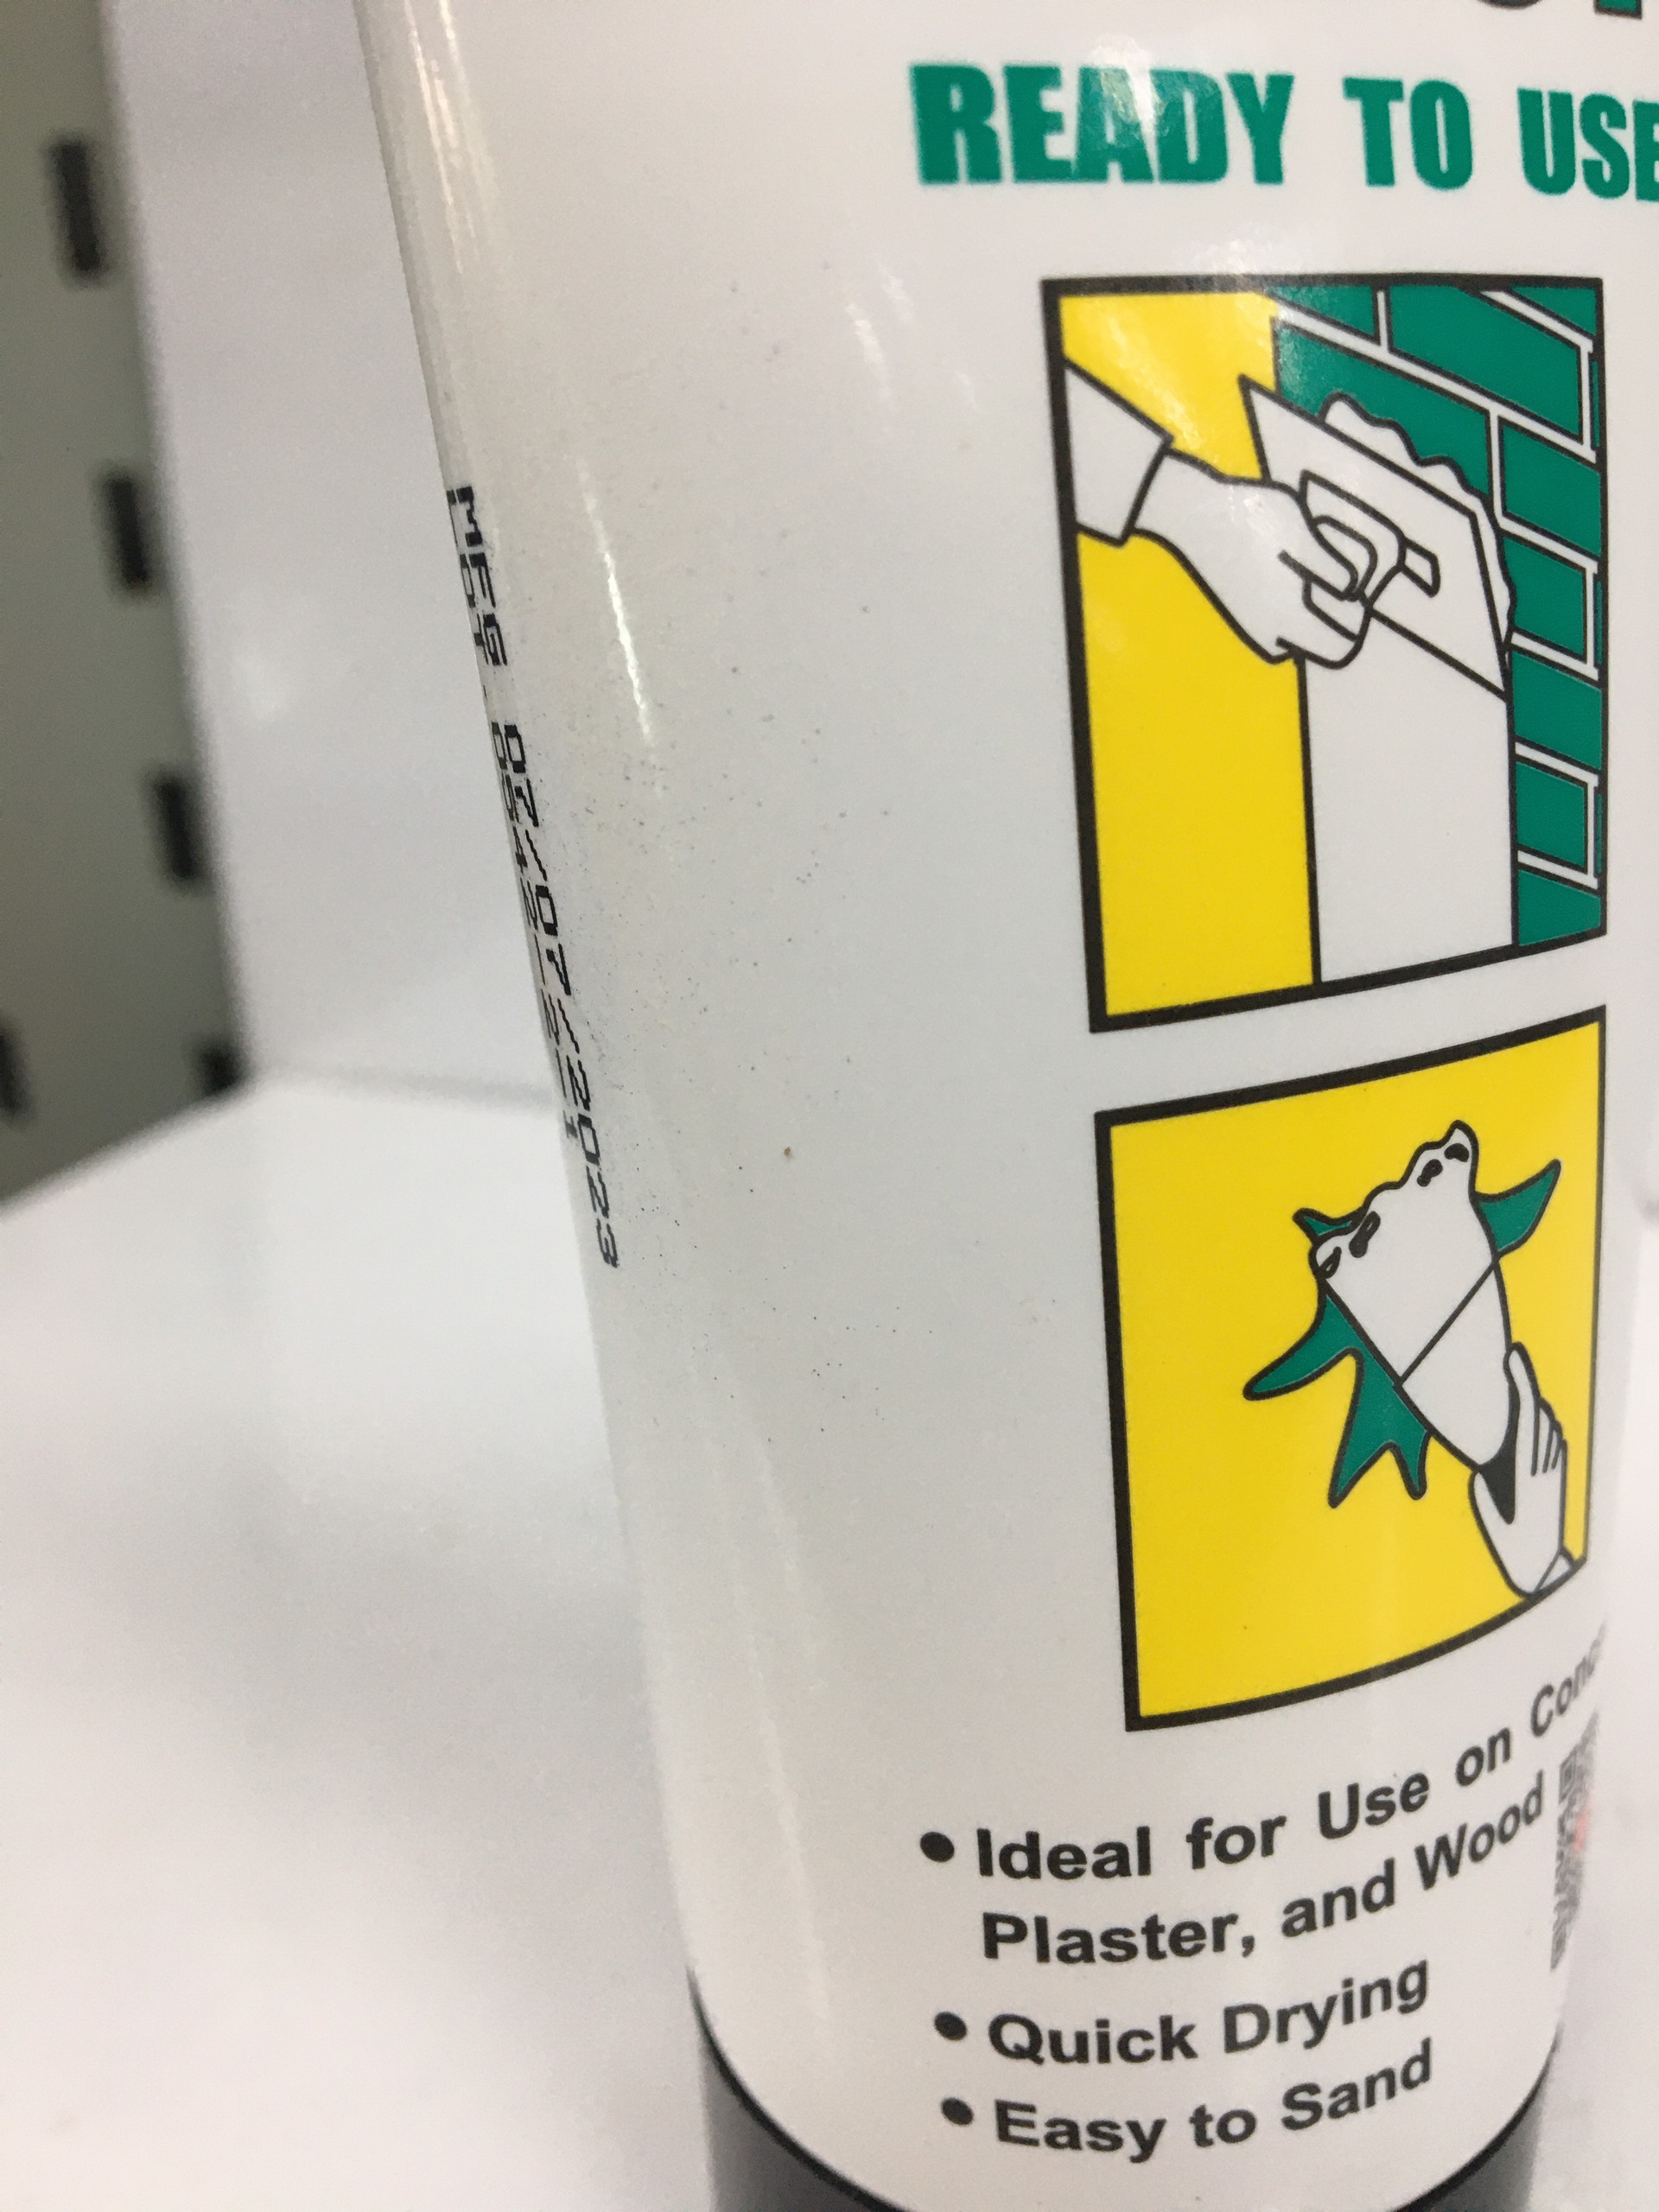 READY TO USE
MFG. 07/07/2023
LOT
Ideal for Use on
Plaster, and Wood
Quick Drying
Easy to Sand